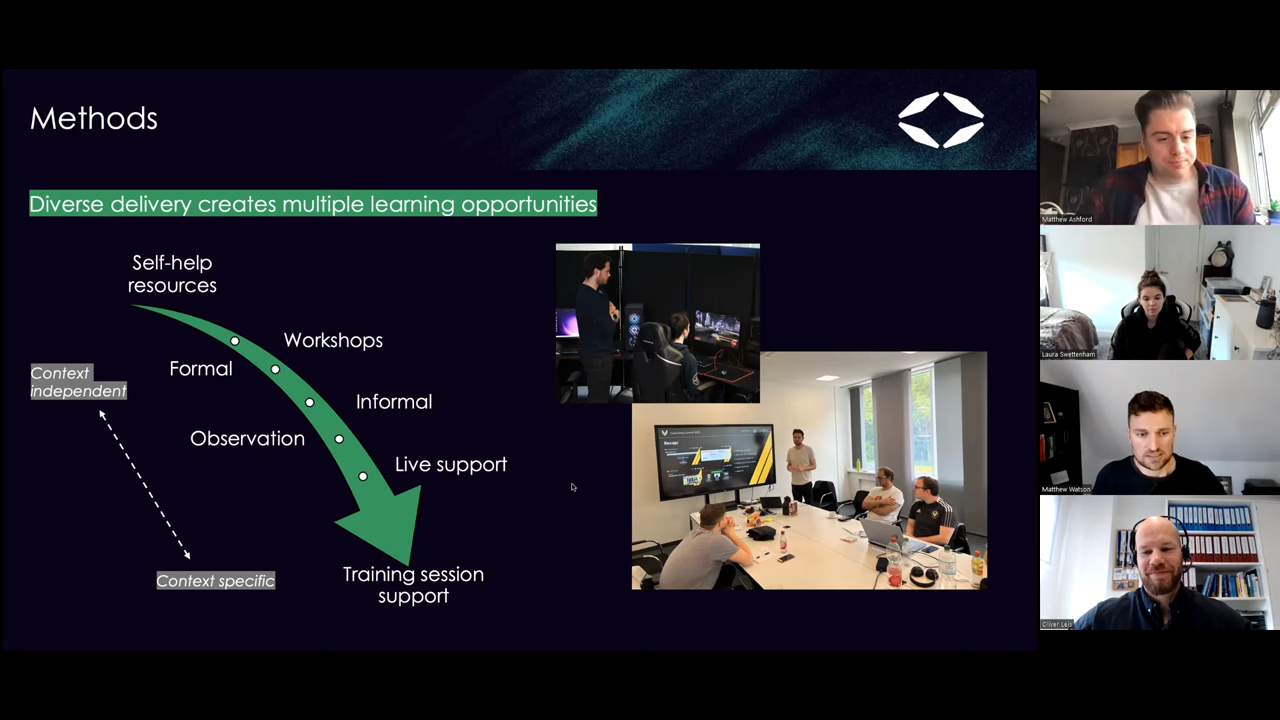 Methods
Diverse delivery creates multiple learning opportunities
Self-help
resources
Workshops
Formal
Context
independent
Informal
Observation
Live support
Context specific
Training session
support
Matthew Ashford
Laura Swettenham
Matthew Watson
Oliver Leis